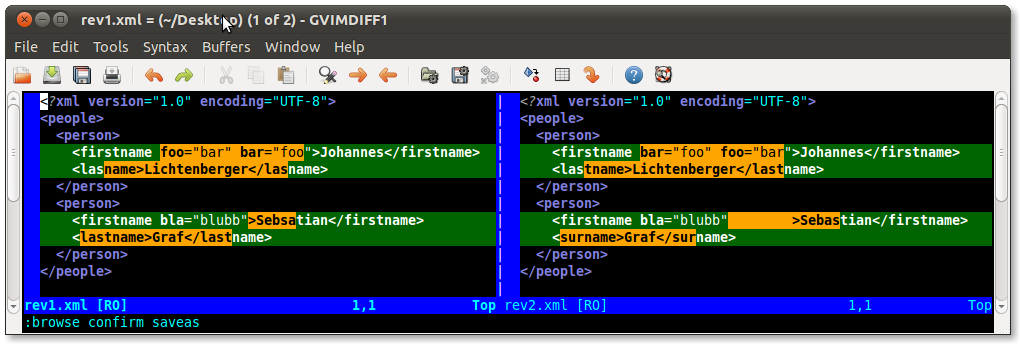 rev1.xml = (~/Desktop) (1 of 2) - GVIMDIFF1
File Edit Tools Syntax Buffers Window Help
<?xml version="1.0" encoding="UTF-8">
<people>
  <person>
    <firstname foo="bar" bar="foo">Johannes</firstname>
    <lasname>Lichtenberger</lasname>
  </person>
  <person>
    <firstname bla="blubb">Sebsatian</firstname>
    <lastname>Graf</lastname>
  </person>
</people>
rev1.xml [RO] 1,1 Top
<?xml version="1.0" encoding="UTF-8">
<people>
  <person>
    <firstname bar="foo" foo="bar">Johannes</firstname>
    <lastname>Lichtenberger</lastname>
  </person>
  <person>
    <firstname bla="blubb"        >Sebastian</firstname>
    <surname>Graf</surname>
  </person>
</people>
rev2.xml [RO] 1,1 Top
:browse confirm saveas